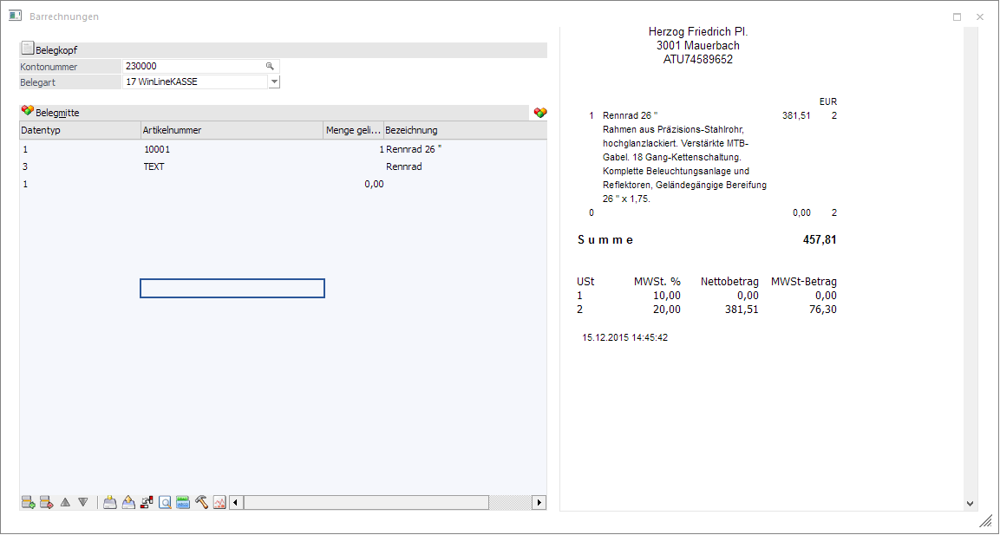 Barrechnungen
Belegkopf
Kontonummer 230000
Belegart 17 WinLineKASSE
Belegmitte
Datentyp Artikelnummer Menge geli... Bezeichnung
1 10001 1 Rennrad 26 "
3 TEXT Rennrad
1 0,00
Herzog Friedrich Pl.
3001 Mauerbach
ATU74589652
EUR
1 Rennrad 26 " 381,51 2
Rahmen aus Präzisions-Stahlrohr,
hochglanzlackiert. Verstärkte MTB-
Gabel. 18 Gang-Kettenschaltung.
Komplette Beleuchtungsanlage und
Reflektoren, Geländegängige Bereifung
26 " x 1,75.
0 0,00 2
S u m m e 457,81
USt MWSt. % Nettobetrag MWSt-Betrag
1 10,00 0,00 0,00
2 20,00 381,51 76,30
15.12.2015 14:45:42